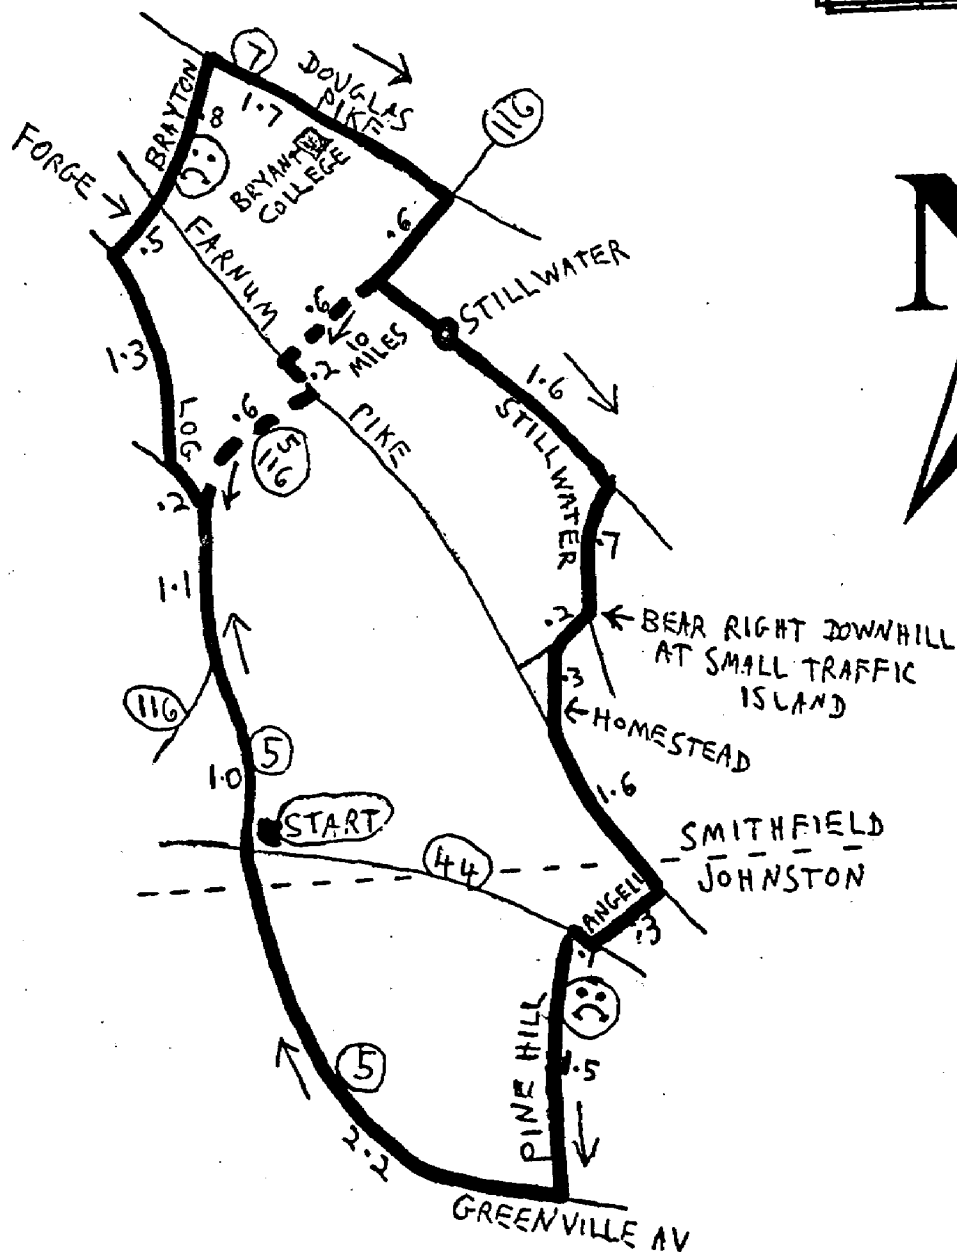 7
DOUGLAS
PIKE
1.7
BRAYTON
.8
116
FORGE
BRYANT
COLLEGE
.5
FARNUM
.6
N
STILLWATER
.6
10
MILES
.2
1.3
1.6
LOG
.6
5
116
PIKE
STILLWATER
.2
.7
1.1
.2
BEAR RIGHT DOWNHILL
AT SMALL TRAFFIC
ISLAND
.3
116
HOMESTEAD
5
1.0
1.6
START
SMITHFIELD
44
JOHNSTON
ANGELL
.3
.1
PINE HILL
1.5
5
2.2
GREENVILLE AV